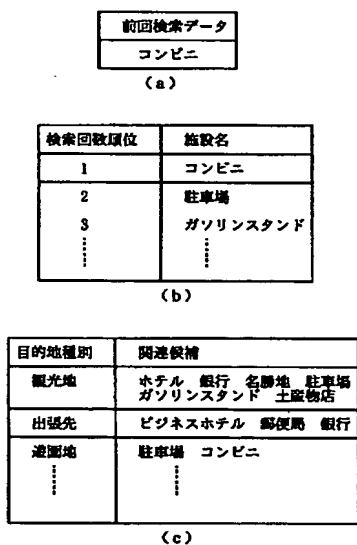 前回検索データ
コンビニ
(a)
検索回数順位 施設名
1 コンビニ
2 駐車場
3 ガソリンスタンド
(b)
目的地種別 関連候補
観光地 ホテル 銀行 名勝地 駐車場
ガソリンスタンド 土産物店
出張先 ビジネスホテル 郵便局 銀行
遊園地 駐車場 コンビニ
(c)